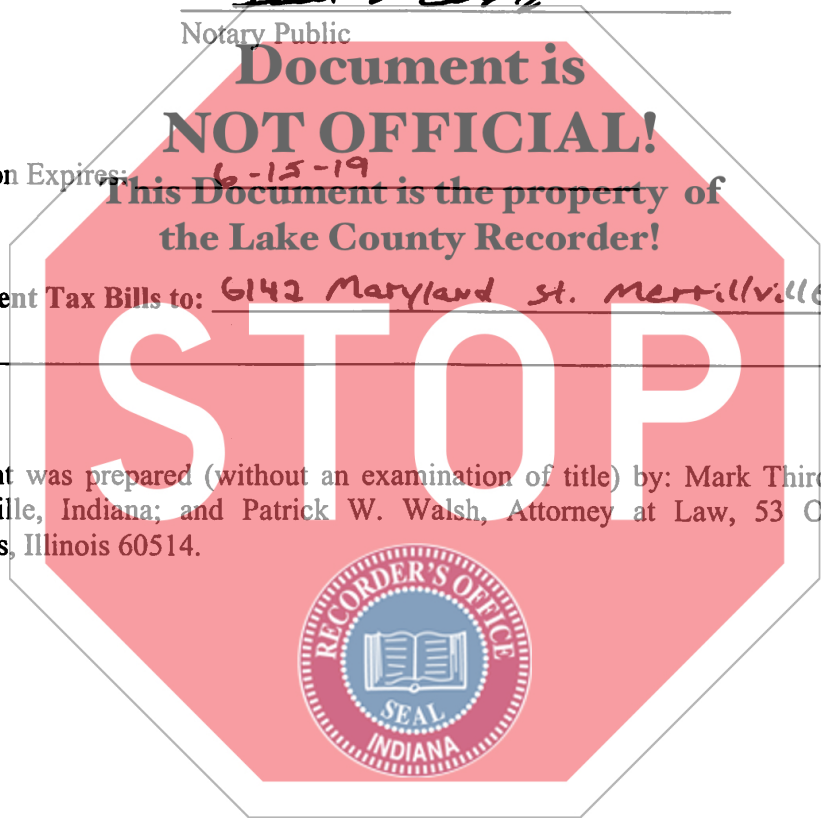 Notary Public
Document is
NOT OFFICIAL!
on Expires: 6-15-19
This Document is the property of
the Lake County Recorder!
ent Tax Bills to: 6142 Maryland St. Merrillville
STOP
nt was prepared (without an examination of title) by: Mark Thiro
ille, Indiana; and Patrick W. Walsh, Attorney at Law, 53 O
s, Illinois 60514.
RECORDER'S OFFICE
SEAL
INDIANA